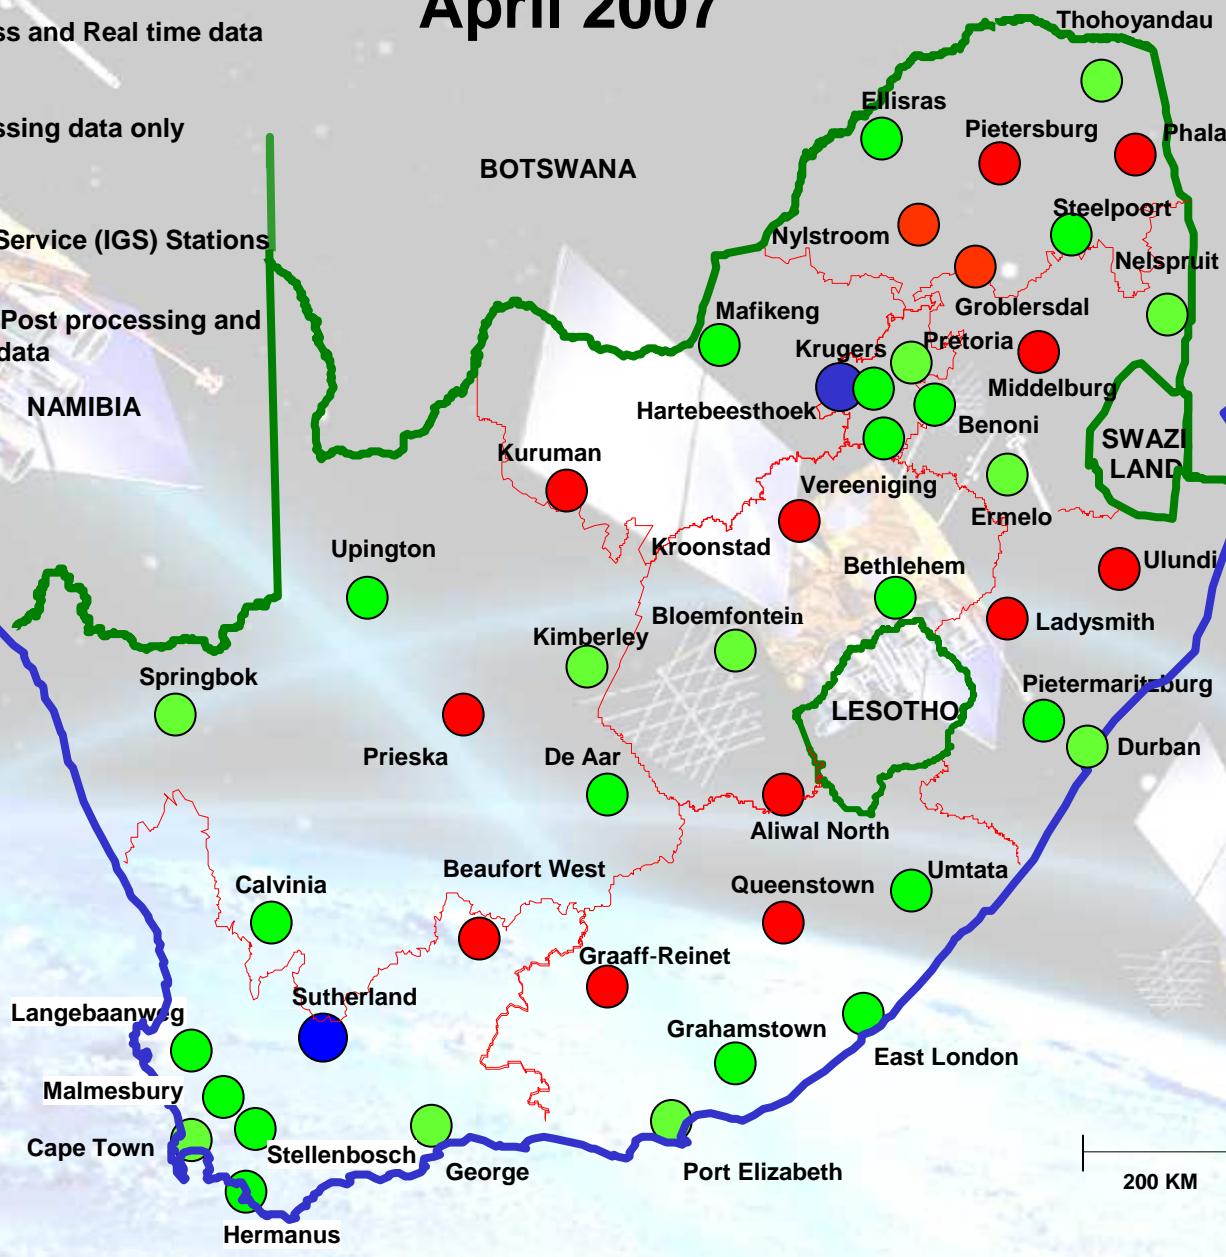 April 2007
ss and Real time data
ssing data only
Service (IGS) Stations
Post processing and
data
Thohoyandau
Ellisras
Pietersburg
Phala
BOTSWANA
Steelpoort
Nylstroom
Nelspruit
Groblersdal
Mafikeng
Krugers
Pretoria
Middelburg
NAMIBIA
Hartebeesthoek
Benoni
SWAZI
LAND
Kuruman
Vereeniging
Ermelo
Kroonstad
Upington
Bethlehem
Ulundi
Bloemfontein
Ladysmith
Kimberley
Springbok
Pietermaritzburg
LESOTHO
Durban
Prieska
De Aar
Aliwal North
Beaufort West
Umtata
Calvinia
Queenstown
Graaff-Reinet
Sutherland
Langebaanweg
Grahamstown
East London
Malmesbury
Cape Town
Stellenbosch
George
Port Elizabeth
200 KM
Hermanus